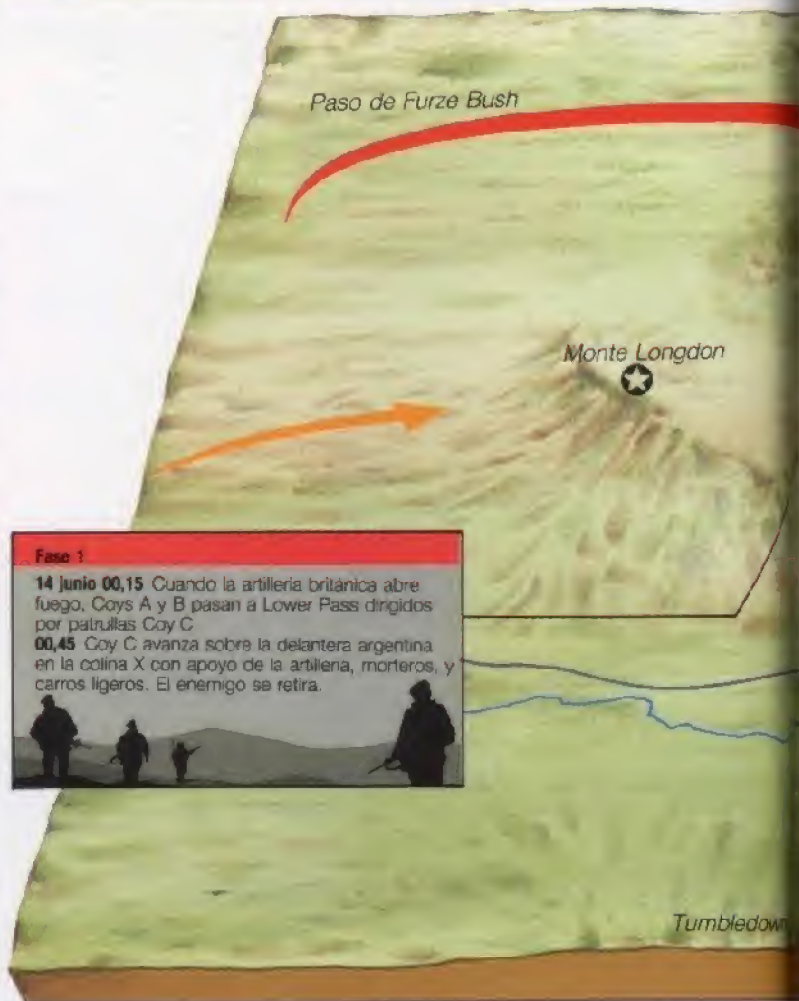 Paso de Furze Bush
Monte Longdon
Fase 1
14 junio 00,15 Cuando la artillería británica abre
fuego, Coys A y B pasan a Lower Pass dirigidos
por patrullas Coy C
00,45 Coy C avanza sobre la delantera argentina
en la colina X con apoyo de la artillería, morteros, y
carros ligeros. El enemigo se retira.
Tumbledown